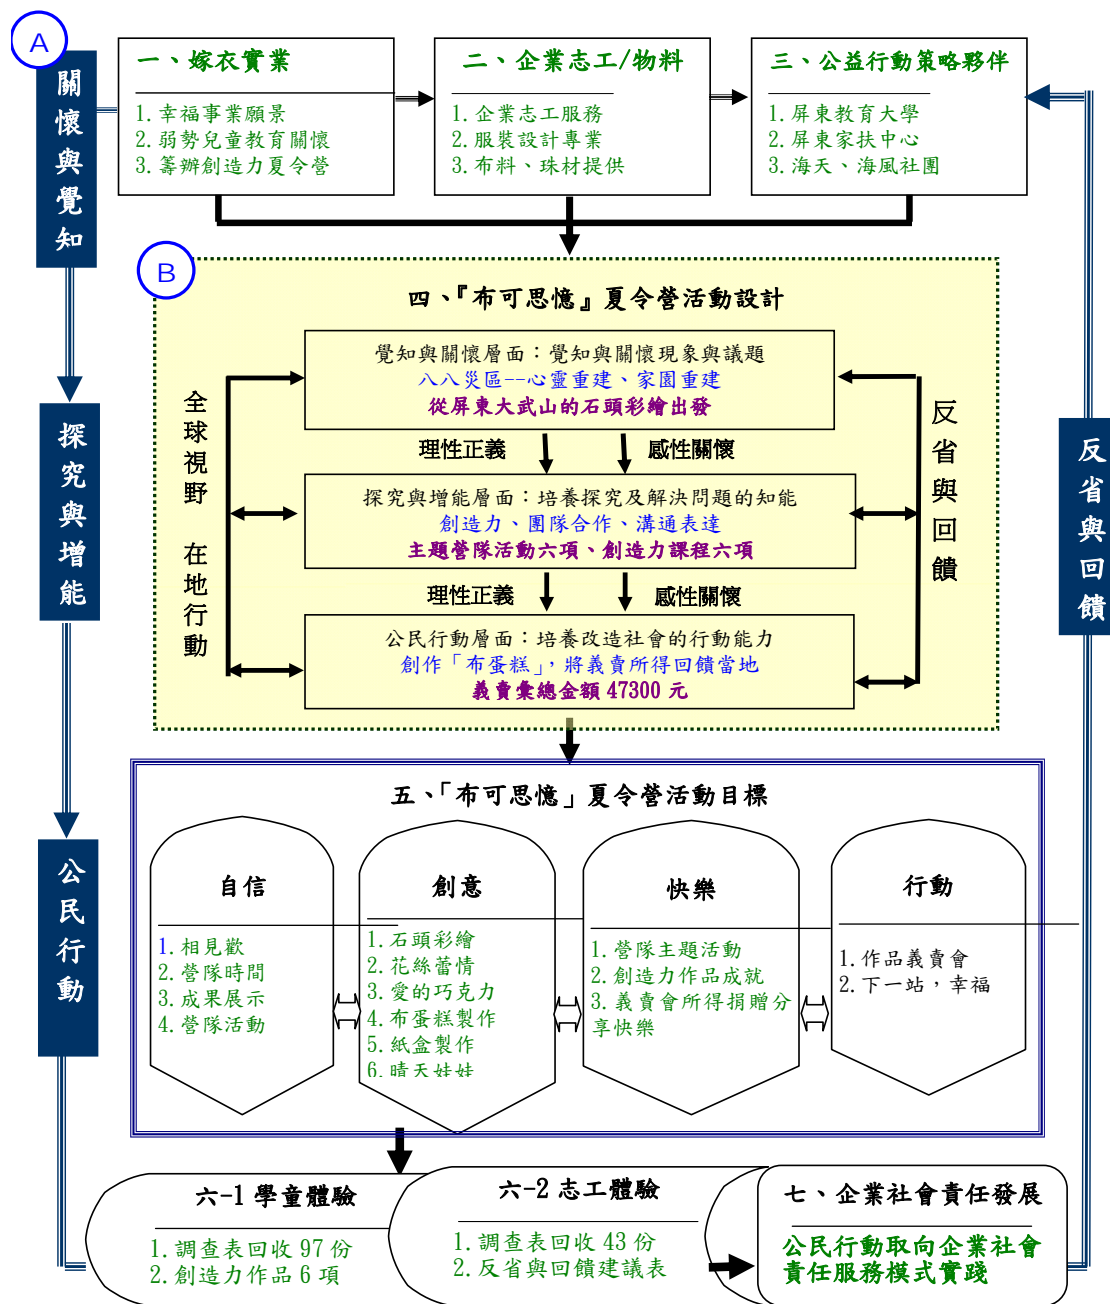 A
關懷與覺知
一、嫁衣實業
1. 幸福事業願景
2. 弱勢兒童教育關懷
3. 籌辦創造力夏令營
二、企業志工/物料
1. 企業志工服務
2. 服裝設計專業
3. 布料、珠材提供
三、公益行動策略夥伴
1. 屏東教育大學
2. 屏東家扶中心
3. 海天、海風社團
B
四、『布可思憶』夏令營活動設計
覺知與關懷層面：覺知與關懷現象與議題
八八災區--心靈重建、家園重建
從屏東大武山的石頭彩繪出發
理性正義
感性關懷
全球視野 在地行動
反省與回饋
探究與增能層面：培養探究及解決問題的知能
創造力、團隊合作、溝通表達
主題營隊活動六項、創造力課程六項
理性正義
感性關懷
公民行動層面：培養改造社會的行動能力
創作「布蛋糕」，將義賣所得回饋當地
義賣彙總金額 47300 元
探究與增能
反省與回饋
五、「布可思憶」夏令營活動目標
自信
1. 相見歡
2. 營隊時間
3. 成果展示
4. 營隊活動
創意
1. 石頭彩繪
2. 花絲蕾情
3. 愛的巧克力
4. 布蛋糕製作
5. 紙盒製作
6. 晴天娃娃
快樂
1. 營隊主題活動
2. 創造力作品成就
3. 義賣會所得捐贈分
享快樂
行動
1. 作品義賣會
2. 下一站，幸福
公民行動
六-1 學童體驗
1. 調查表回收 97 份
2. 創造力作品 6 項
六-2 志工體驗
1. 調查表回收 43 份
2. 反省與回饋建議表
七、企業社會責任發展
公民行動取向企業社會
責任服務模式實踐